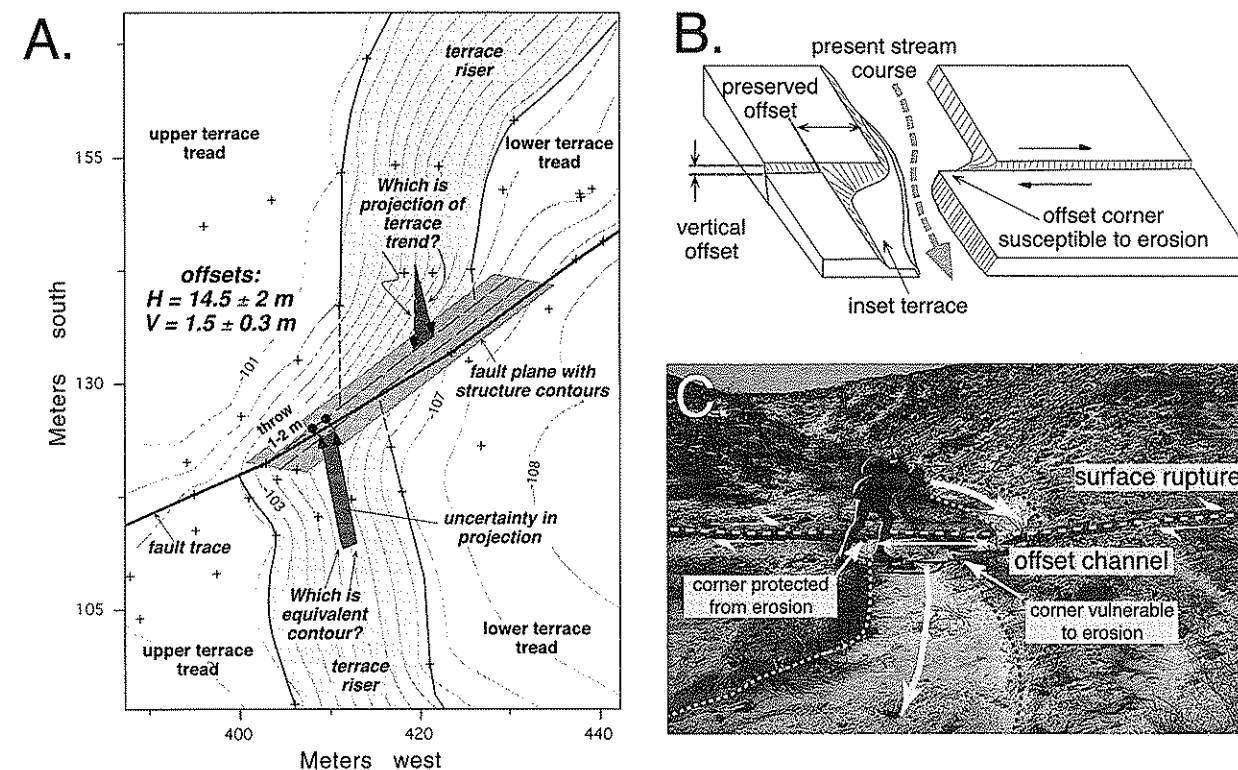 A.
terrace
riser
upper terrace
tread
lower terrace
tread
155
Which is
projection of
terrace
trend?
offsets:
H = 14.5 ± 2 m
V = 1.5 ± 0.3 m
Meters south
130
101
fault plane with
structure contours
107
throw
1-2 m
108
103
fault trace
uncertainty in
projection
Which is
equivalent
contour?
105
upper terrace
tread
terrace
riser
lower terrace
tread
400
420
440
Meters west
B.
present stream
course
preserved
offset
vertical
offset
offset corner
susceptible to erosion
inset terrace
C.
surface rupture
offset channel
corner protected
from erosion
corner vulnerable
to erosion